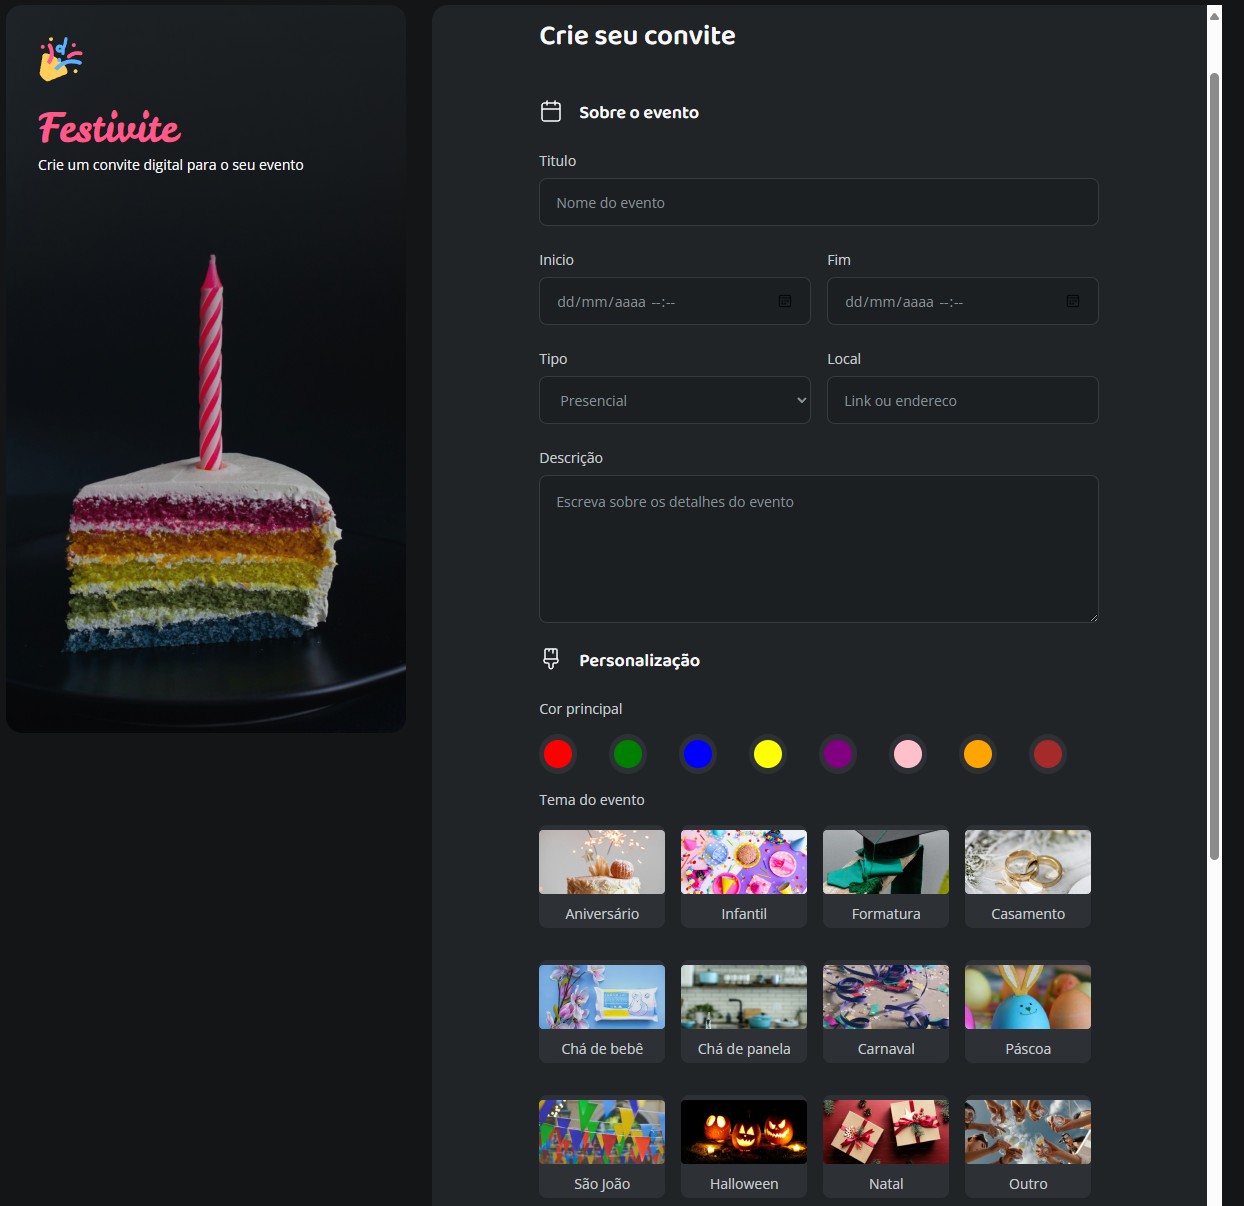 Festivite
Crie um convite digital para o seu evento
Crie seu convite
Sobre o evento
Titulo
Nome do evento
Inicio
Fim
dd/mm/aaaa --:--
dd/mm/aaaa --:--
Tipo
Local
Presencial
Link ou endereco
Descrição
Escreva sobre os detalhes do evento
Personalização
Cor principal
Tema do evento
Aniversário
Infantil
Formatura
Casamento
Chá de bebê
Chá de panela
Carnaval
Páscoa
São João
Halloween
Natal
Outro